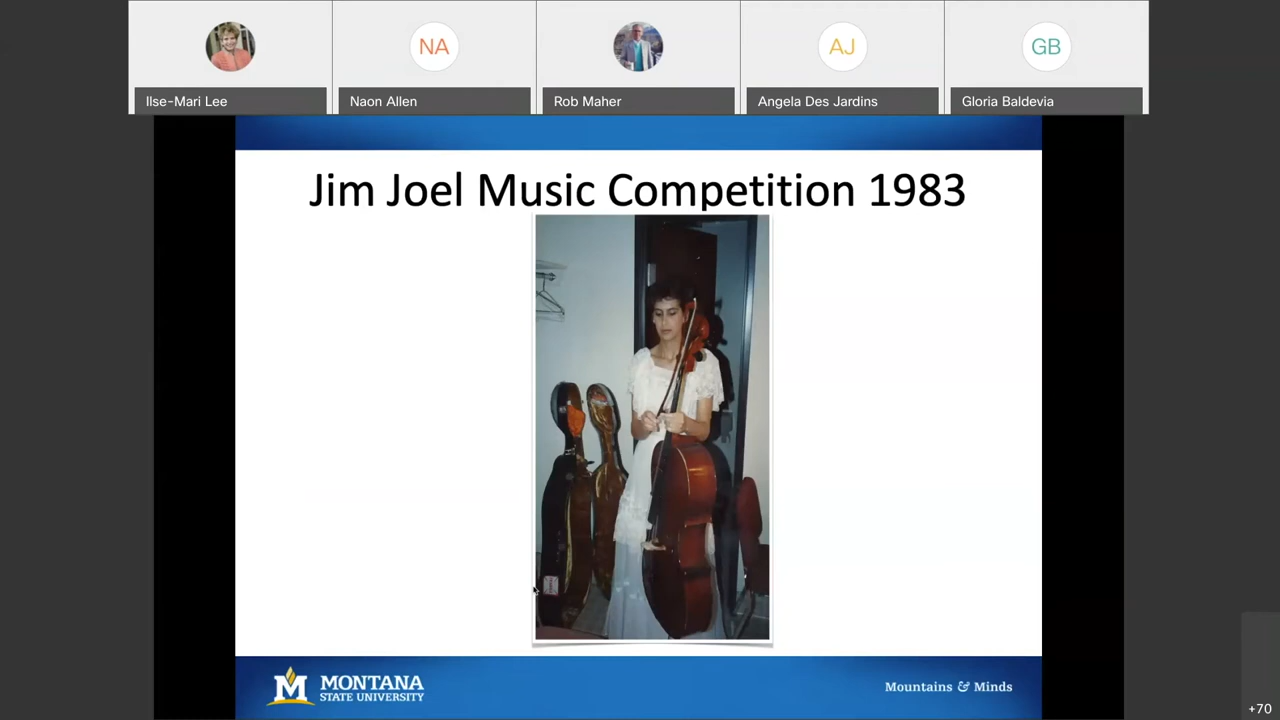 NA
AJ
GB
Ilse-Mari Lee
Naon Allen
Rob Maher
Angela Des Jardins
Gloria Baldevia
Jim Joel Music Competition 1983
M MONTANA
STATE UNIVERSITY
Mountains & Minds
+70